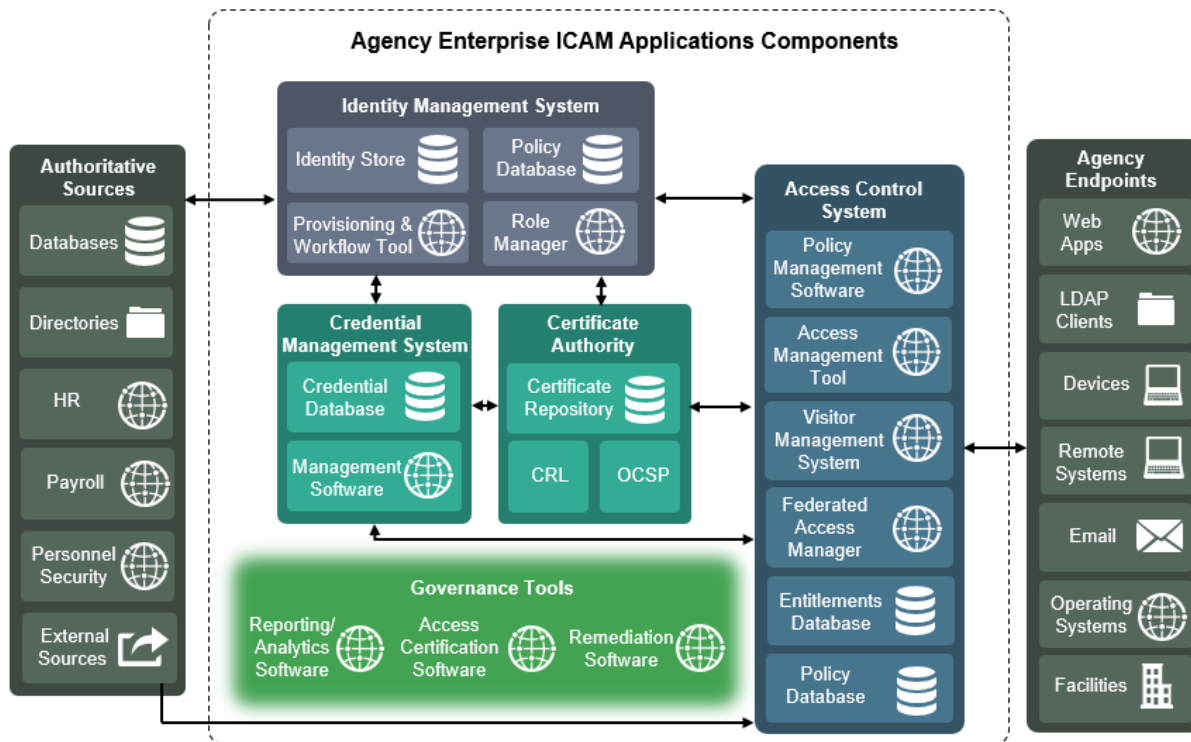 Agency Enterprise ICAM Applications Components
Authoritative
Sources
Databases
Directories
HR
Payroll
Personnel
Security
External
Sources
Identity Management System
Identity Store
Policy
Database
Provisioning &
Workflow Tool
Role
Manager
Credential
Management System
Credential
Database
Management
Software
Certificate
Authority
Certificate
Repository
CRL
OCSP
Governance Tools
Reporting/
Analytics
Software
Access
Certification
Software
Remediation
Software
Access Control
System
Policy
Management
Software
Access
Management
Tool
Visitor
Management
System
Federated
Access
Manager
Entitlements
Database
Policy
Database
Agency
Endpoints
Web
Apps
LDAP
Clients
Devices
Remote
Systems
Email
Operating
Systems
Facilities